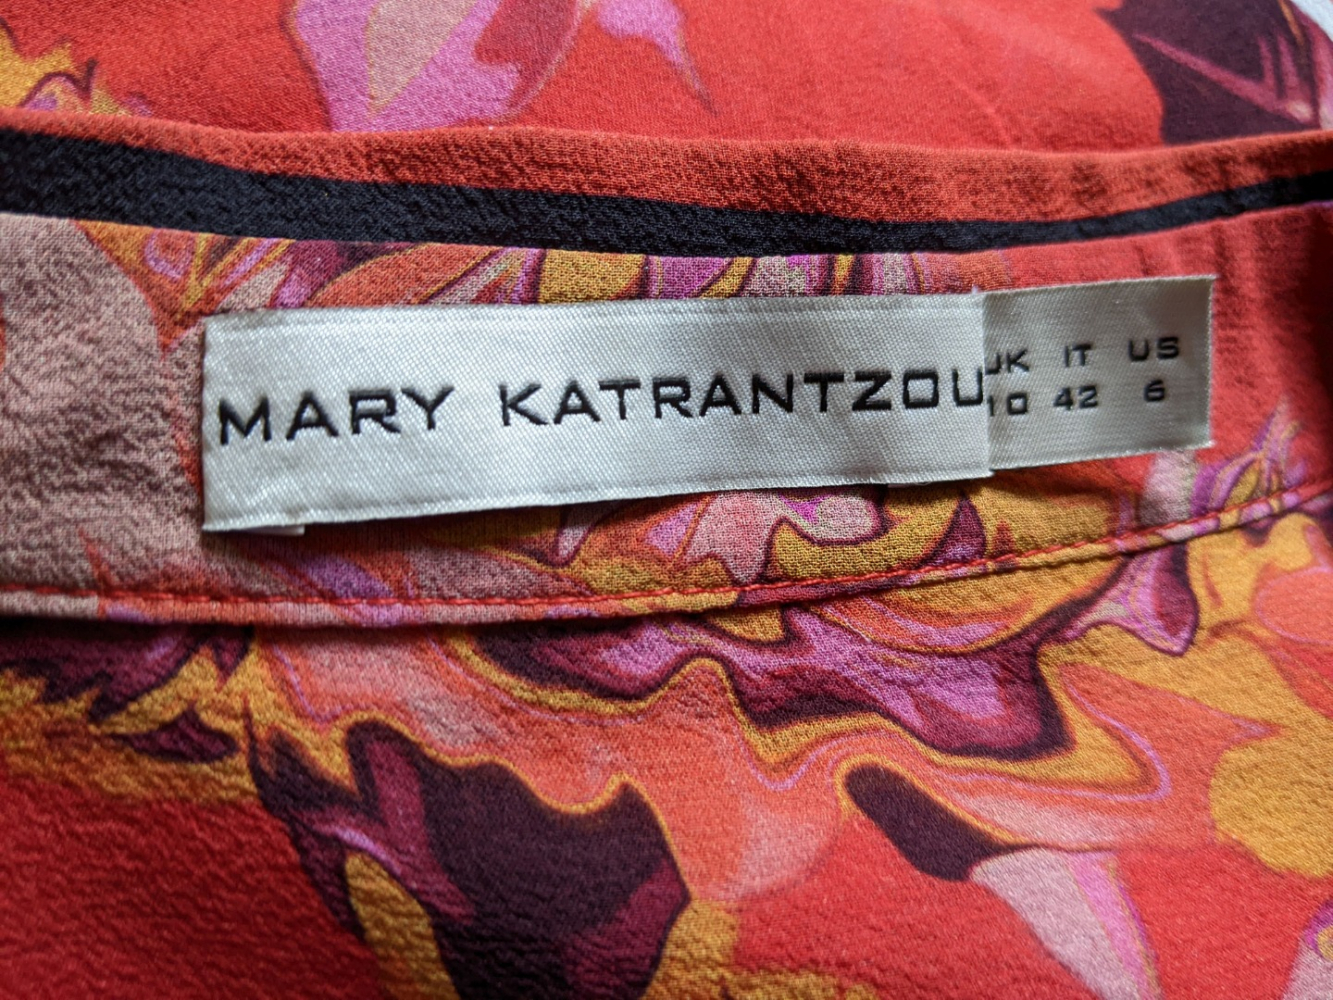 MARY KATRANTZOU
UK IT US
10 42 6